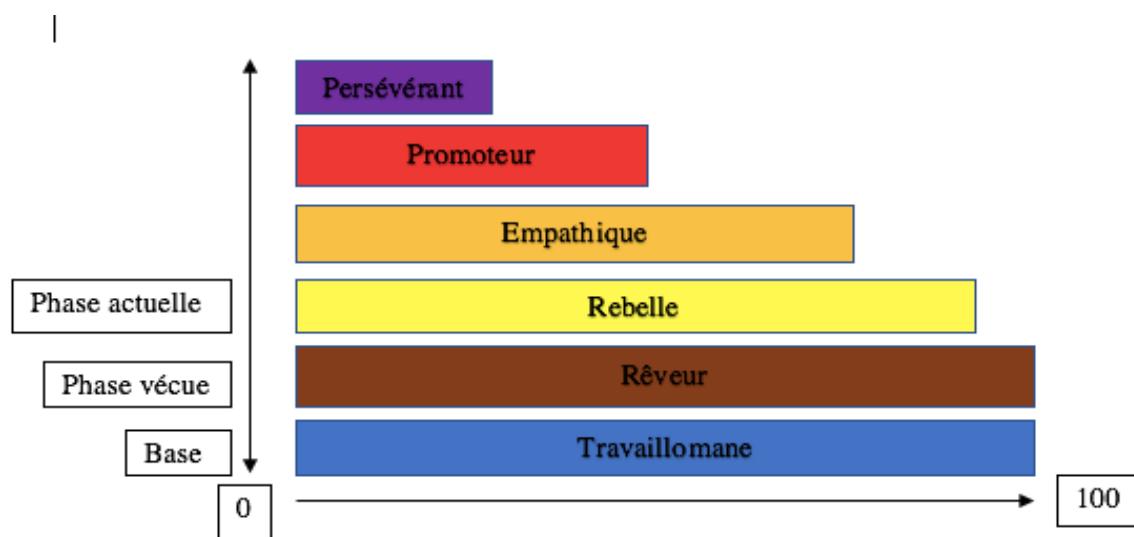 Persévérant
Promoteur
Empathique
Phase actuelle
Rebelle
Phase vécue
Rêveur
Base
Travaillomane
0
100